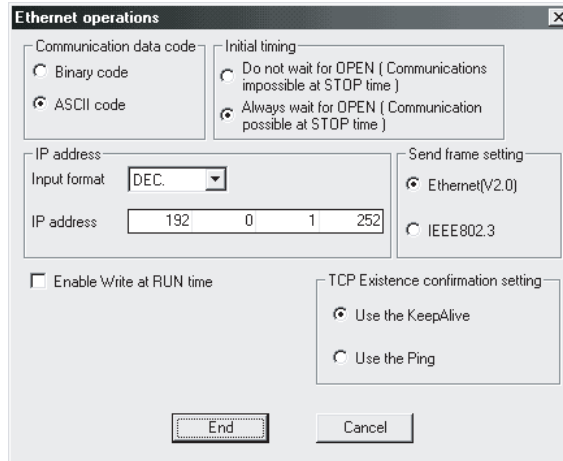 Ethernet operations
Communication data code
Binary code
ASCII code
Initial timing
Do not wait for OPEN ( Communications
impossible at STOP time )
Always wait for OPEN ( Communication
possible at STOP time )
IP address
Input format DEC.
IP address 192 0 1 252
Send frame setting
Ethernet(V2.0)
IEEE802.3
Enable Write at RUN time
TCP Existence confirmation setting
Use the KeepAlive
Use the Ping
End Cancel